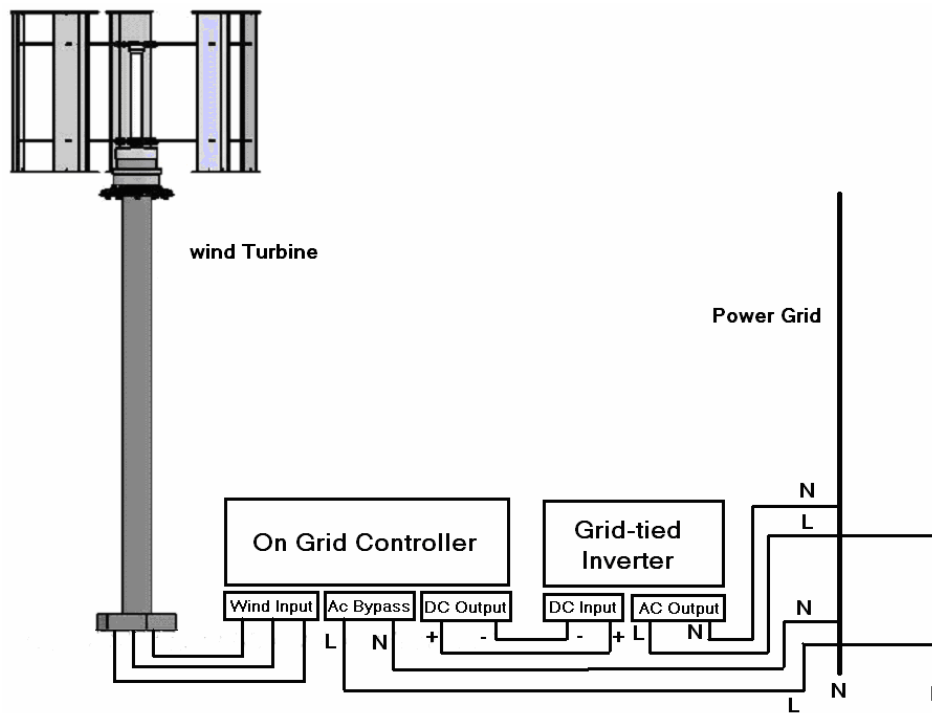 wind Turbine
Power Grid
N
L
On Grid Controller
Grid-tied
Inverter
Wind Input
Ac Bypass
DC Output
DC Input
AC Output
N
L
N
+
-
-
+
L
N
L
N